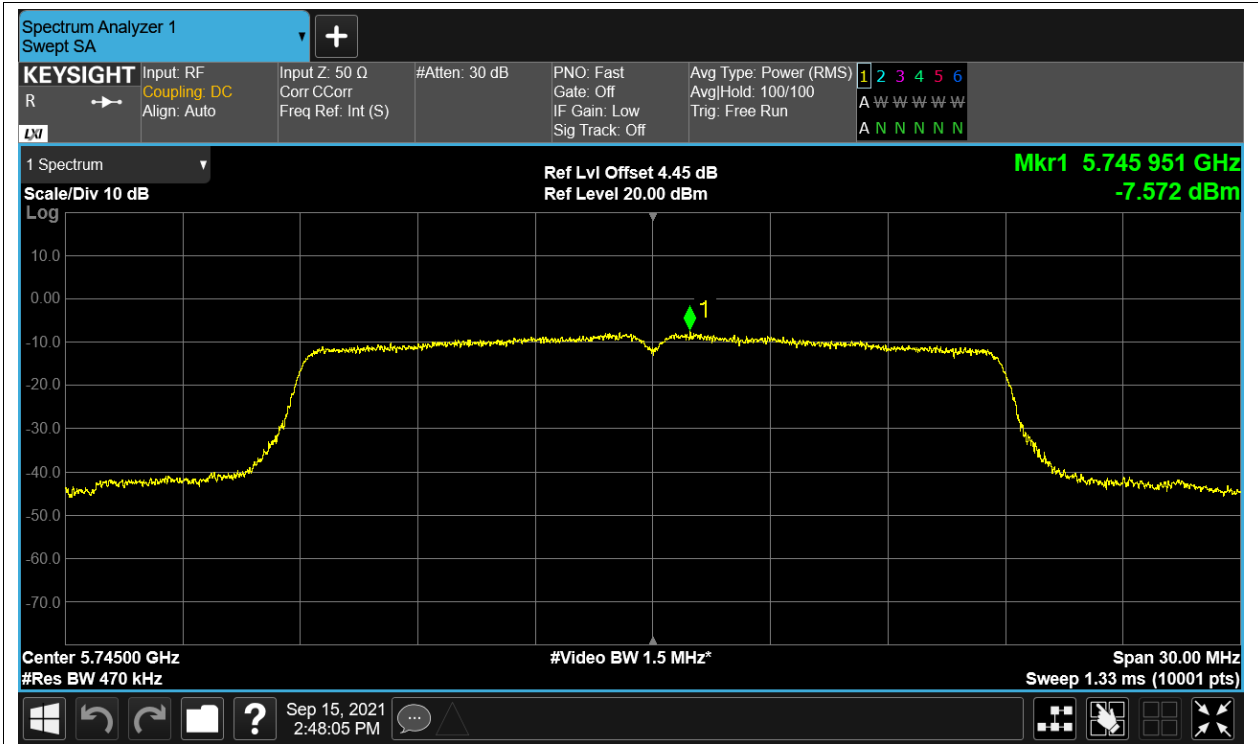 Spectrum Analyzer 1
Swept SA
KEYSIGHT
R
LXI
Input: RF
Coupling: DC
Align: Auto
Input Z: 50 Ω
Corr CCorr
Freq Ref: Int (S)
#Atten: 30 dB
PNO: Fast
Gate: Off
IF Gain: Low
Sig Track: Off
Avg Type: Power (RMS)
Avg|Hold: 100/100
Trig: Free Run
1 2 3 4 5 6
A W W W W W
A N N N N N
1 Spectrum
Scale/Div 10 dB
Log
Ref Lvl Offset 4.45 dB
Ref Level 20.00 dBm
Mkr1 5.745 951 GHz
-7.572 dBm
10.0
0.00
-10.0
-20.0
-30.0
-40.0
-50.0
-60.0
-70.0
1
Center 5.74500 GHz
#Res BW 470 kHz
#Video BW 1.5 MHz*
Span 30.00 MHz
Sweep 1.33 ms (10001 pts)
?
Sep 15, 2021
2:48:05 PM